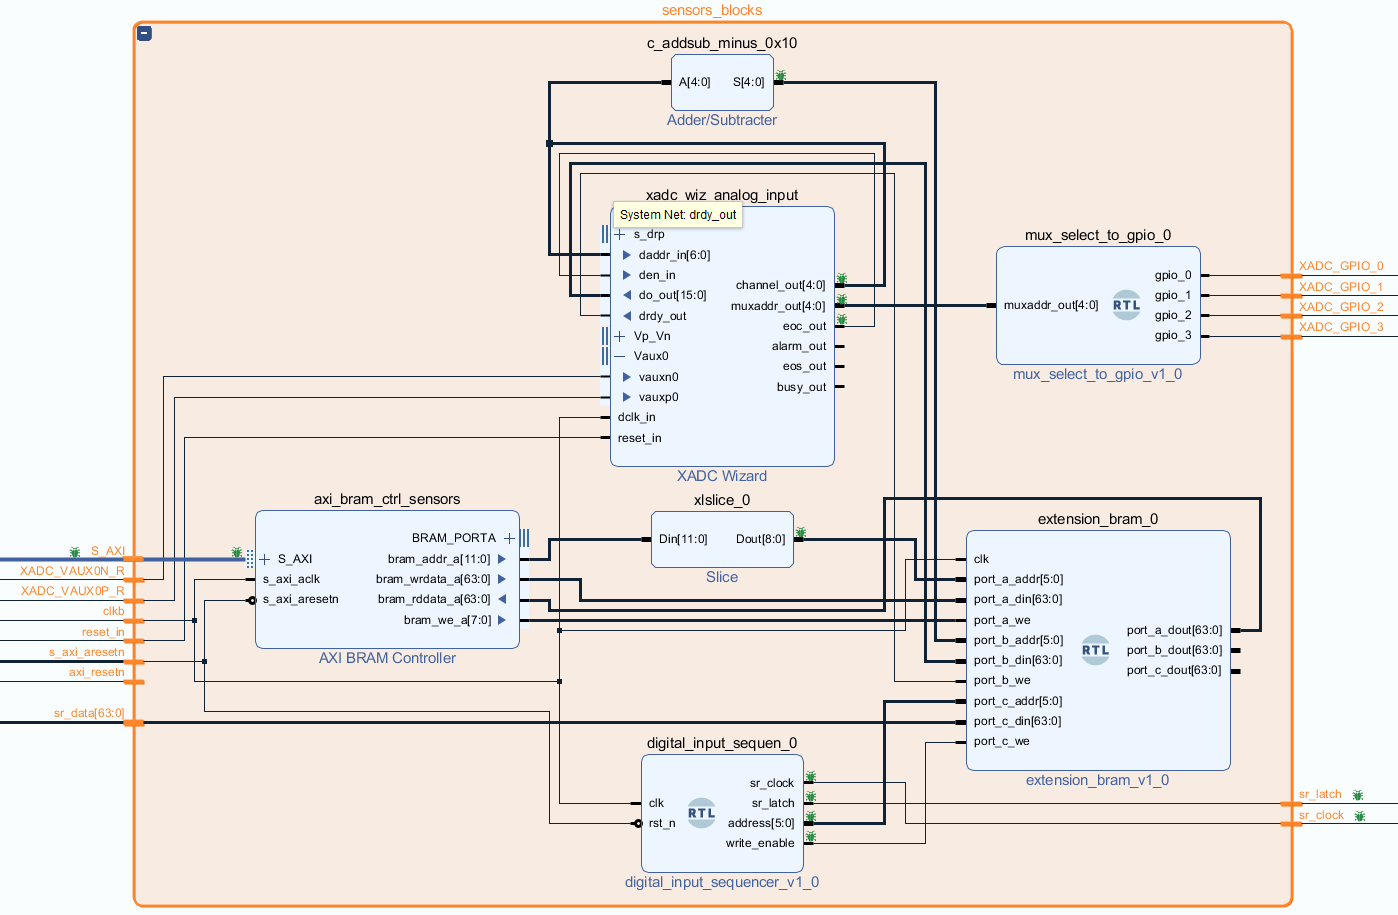 sensors_blocks
c_addsub_minus_0x10
A[4:0]
S[4:0]
Adder/Subtracter
xadc_wiz_analog_input
System Net: drdy_out
s_drp
daddr_in[6:0]
den_in
do_out[15:0]
drdy_out
Vp_Vn
Vaux0
vauxn0
vauxp0
dclk_in
reset_in
channel_out[4:0]
muxaddr_out[4:0]
eoc_out
alarm_out
eos_out
busy_out
XADC Wizard
mux_select_to_gpio_0
muxaddr_out[4:0]
RTL
gpio_0
gpio_1
gpio_2
gpio_3
mux_select_to_gpio_v1_0
XADC_GPIO_0
XADC_GPIO_1
XADC_GPIO_2
XADC_GPIO_3
S_AXI
XADC_VAUX0N_R
XADC_VAUX0P_R
clkb
reset_in
s_axi_aresetn
axi_resetn
sr_data[63:0]
axi_bram_ctrl_sensors
S_AXI
s_axi_aclk
s_axi_aresetn
BRAM_PORTA
bram_addr_a[11:0]
bram_wrdata_a[63:0]
bram_rddata_a[63:0]
bram_we_a[7:0]
AXI BRAM Controller
xlslice_0
Din[11:0]
Dout[8:0]
Slice
extension_bram_0
clk
port_a_addr[5:0]
port_a_din[63:0]
port_a_we
port_b_addr[5:0]
port_b_din[63:0]
port_b_we
port_c_addr[5:0]
port_c_din[63:0]
port_c_we
RTL
port_a_dout[63:0]
port_b_dout[63:0]
port_c_dout[63:0]
extension_bram_v1_0
digital_input_sequen_0
clk
rst_n
RTL
sr_clock
sr_latch
address[5:0]
write_enable
digital_input_sequencer_v1_0
sr_latch
sr_clock